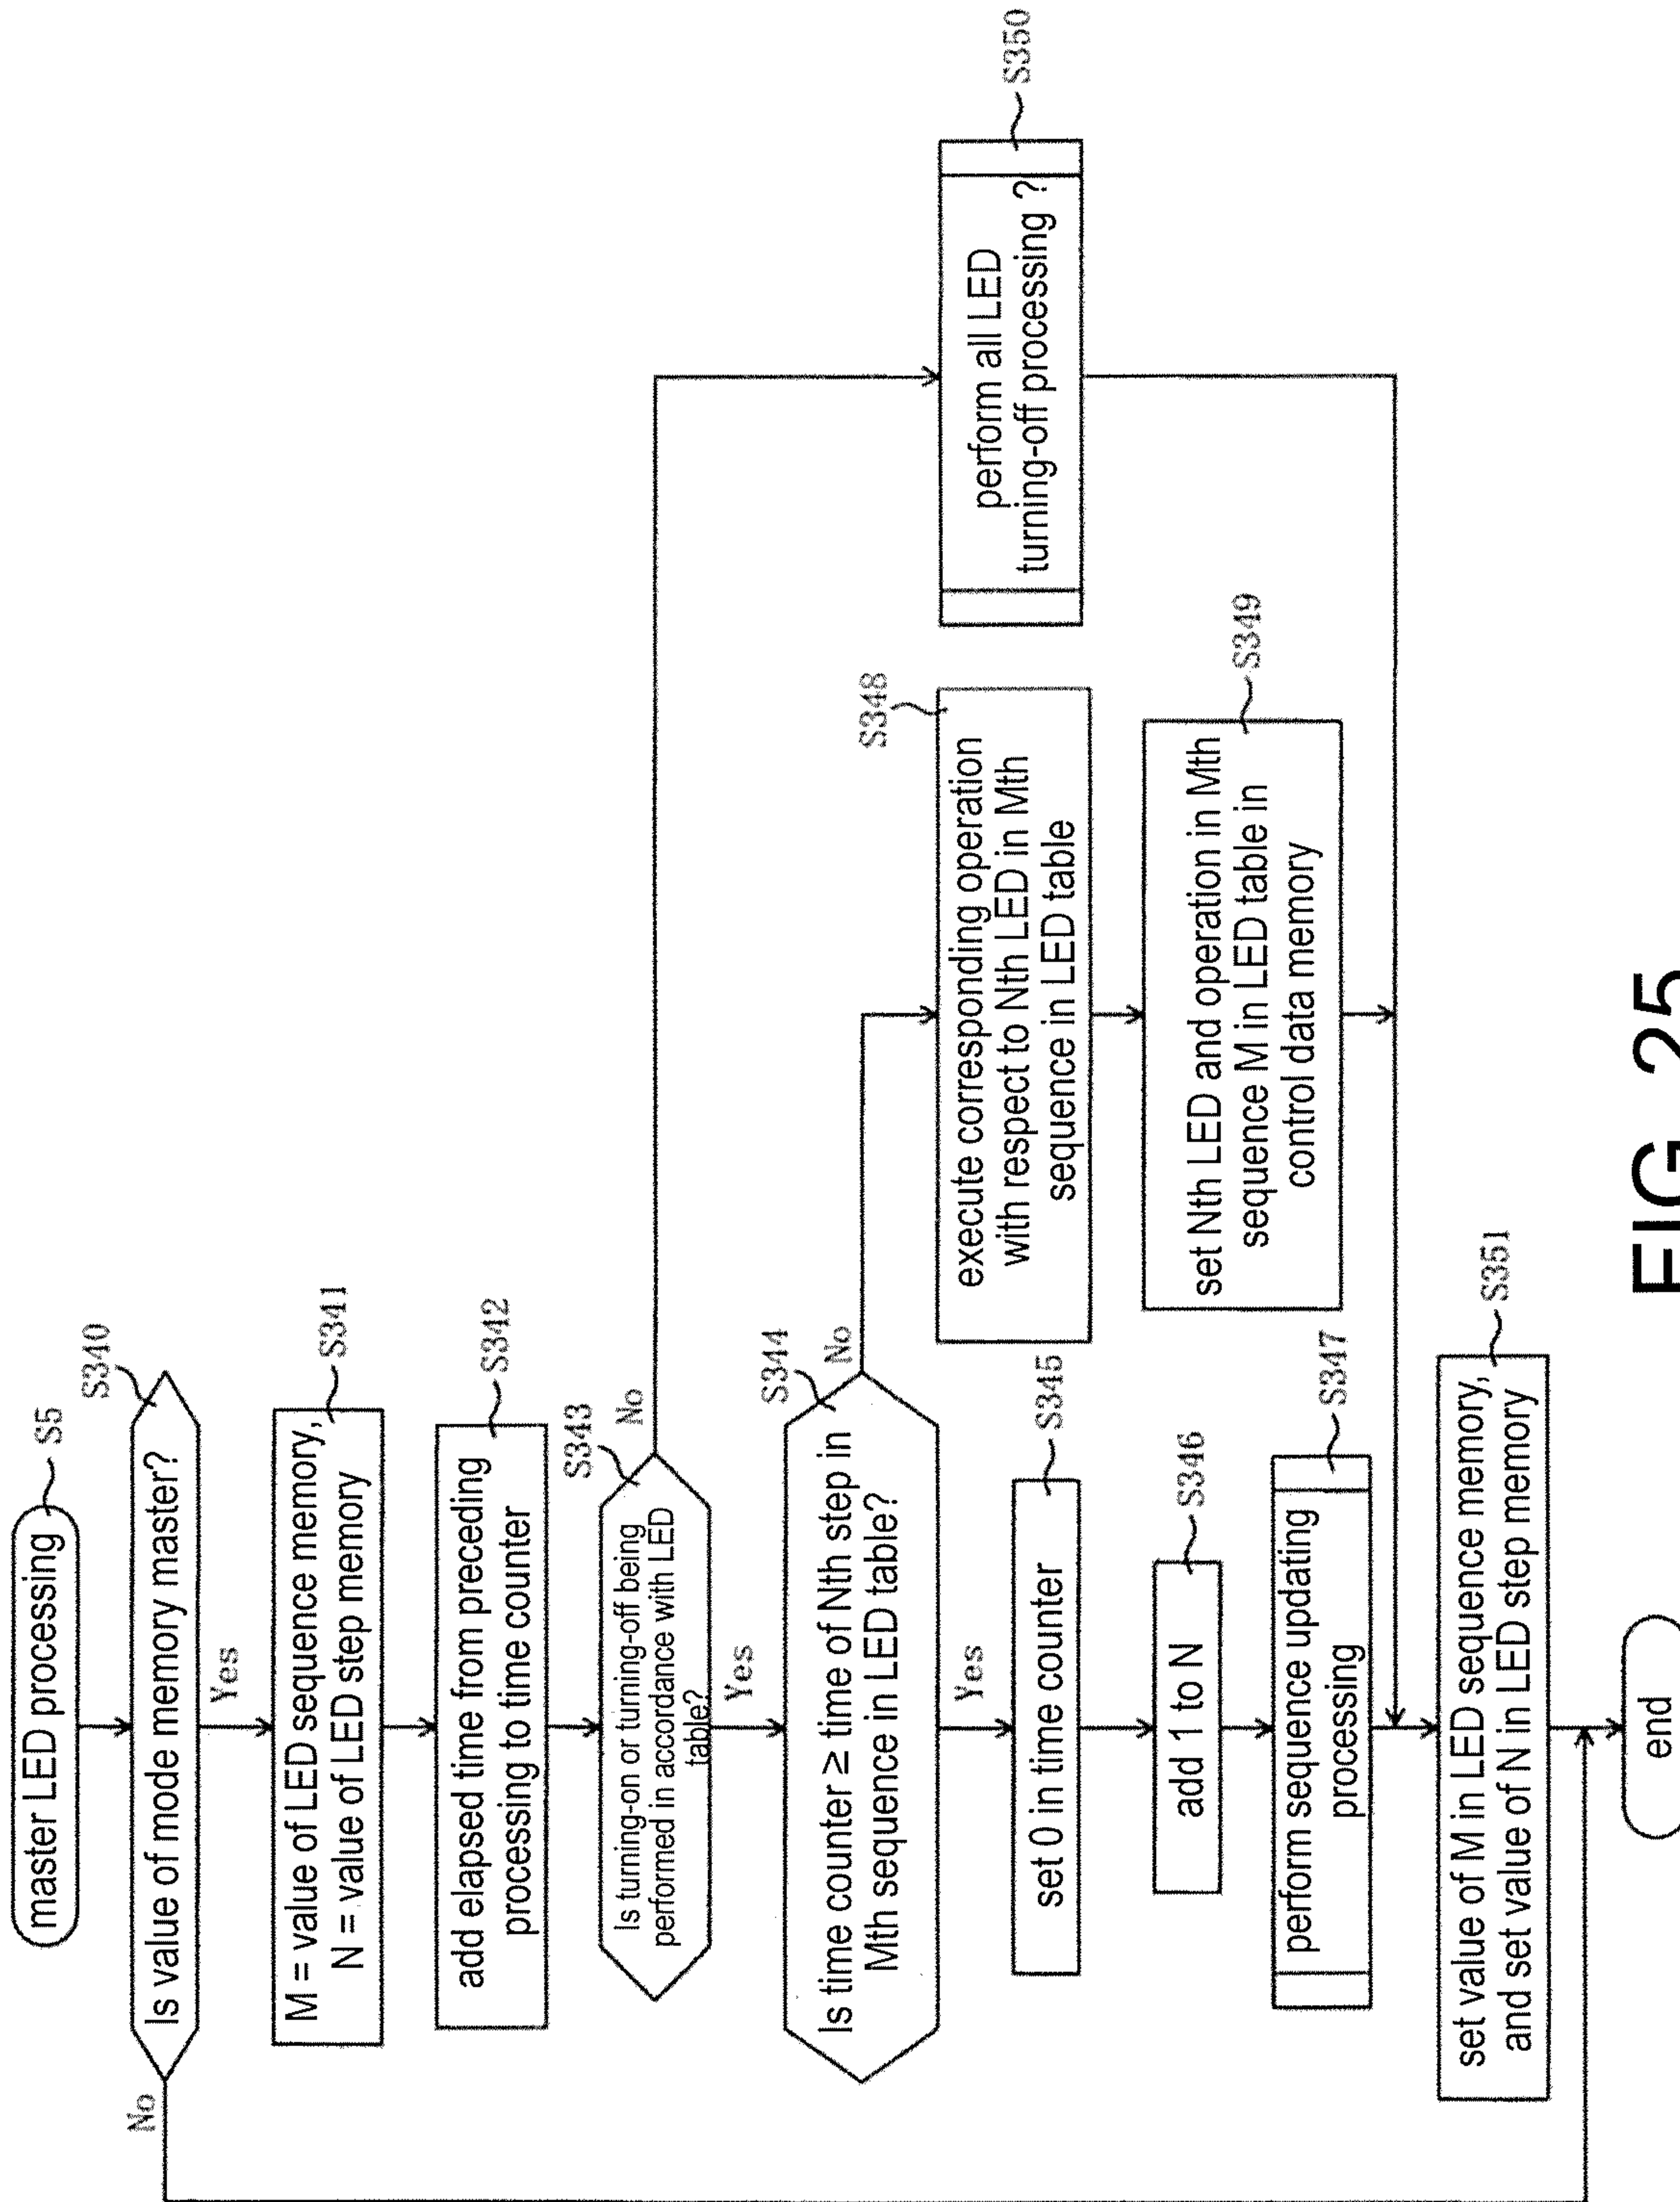 master LED processing
S5
Is value of mode memory master?
S340
No
Yes
M = value of LED sequence memory,
N = value of LED step memory
S341
add elapsed time from preceding
processing to time counter
S342
Is turning-on or turning-off being
performed in accordance with LED
table?
S343
No
Yes
Is time counter ≥ time of Nth step in
Mth sequence in LED table?
S344
No
Yes
set 0 in time counter
S345
add 1 to N
S346
perform sequence updating
processing
S347
execute corresponding operation
with respect to Nth LED in Mth
sequence in LED table
S348
set Nth LED and operation in Mth
sequence M in LED table in
control data memory
S349
perform all LED
turning-off processing ?
S350
set value of M in LED sequence memory,
and set value of N in LED step memory
S351
end
FIG. 25